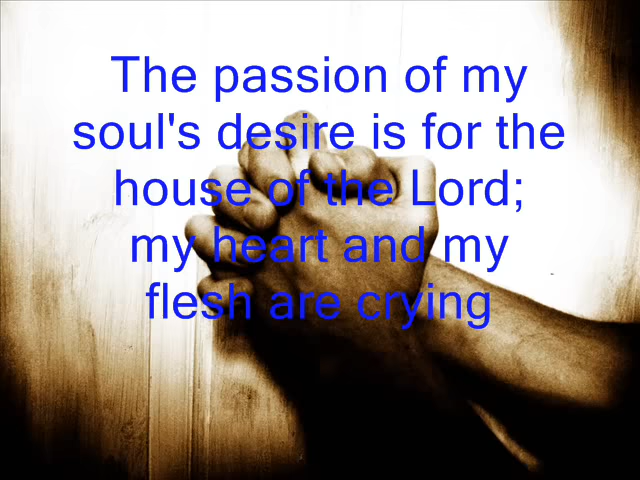 The passion of my
soul's desire is for the
house of the Lord;
my heart and my
flesh are crying